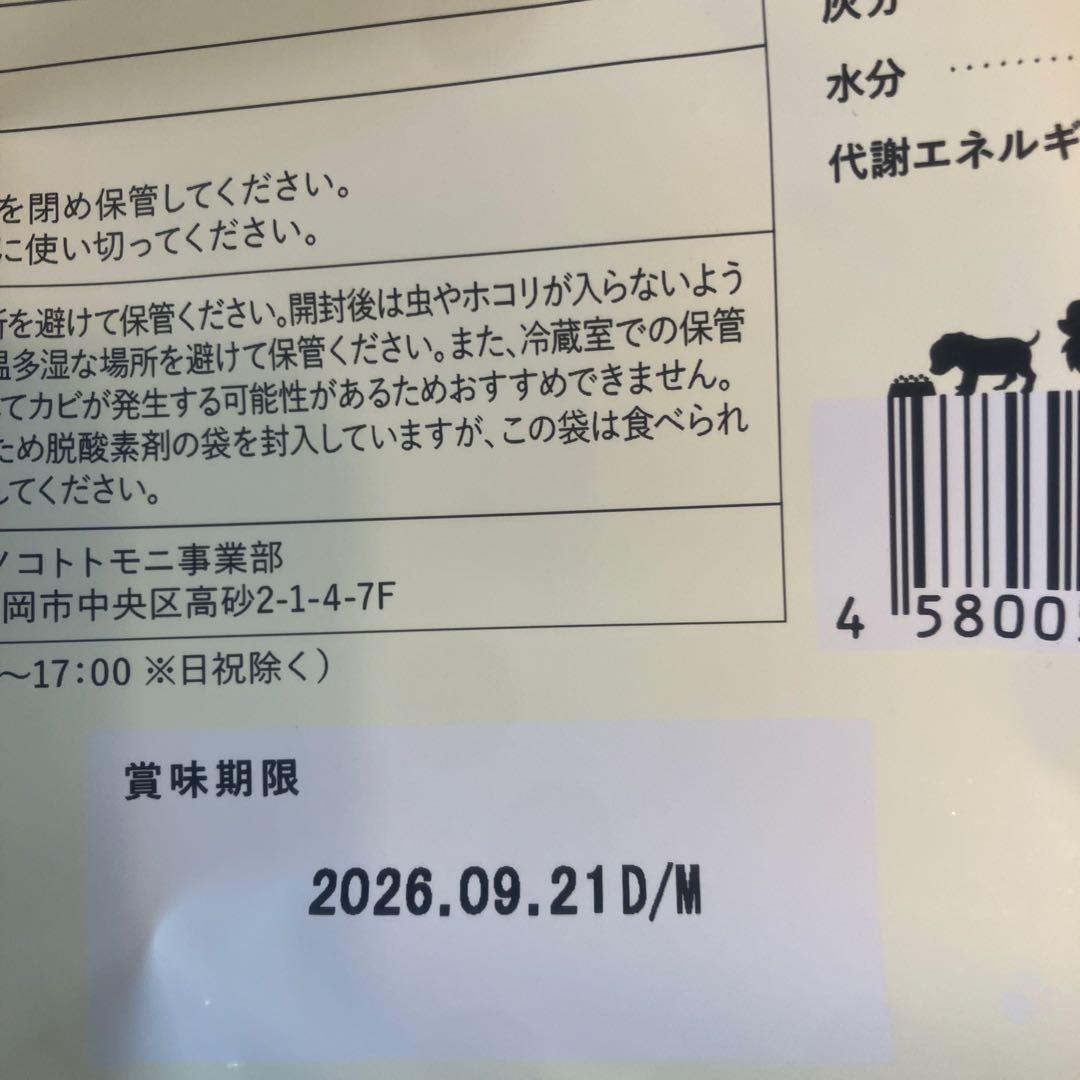 を閉め保管してください。
に使い切ってください。
所を避けて保管ください。開封後は虫やホコリが入らないよう
温多湿な場所を避けて保管ください。また、冷蔵室での保管
てカビが発生する可能性があるためおすすめできません。
ため脱酸素剤の袋を封入していますが、この袋は食べられ
してください。
ノコトトモニ事業部
岡市中央区高砂2-1-4-7F
～17:00 ※日祝除く）
賞味期限
2026.09.21D/M
灰分
水分 ........
代謝エネルギ
4 58005